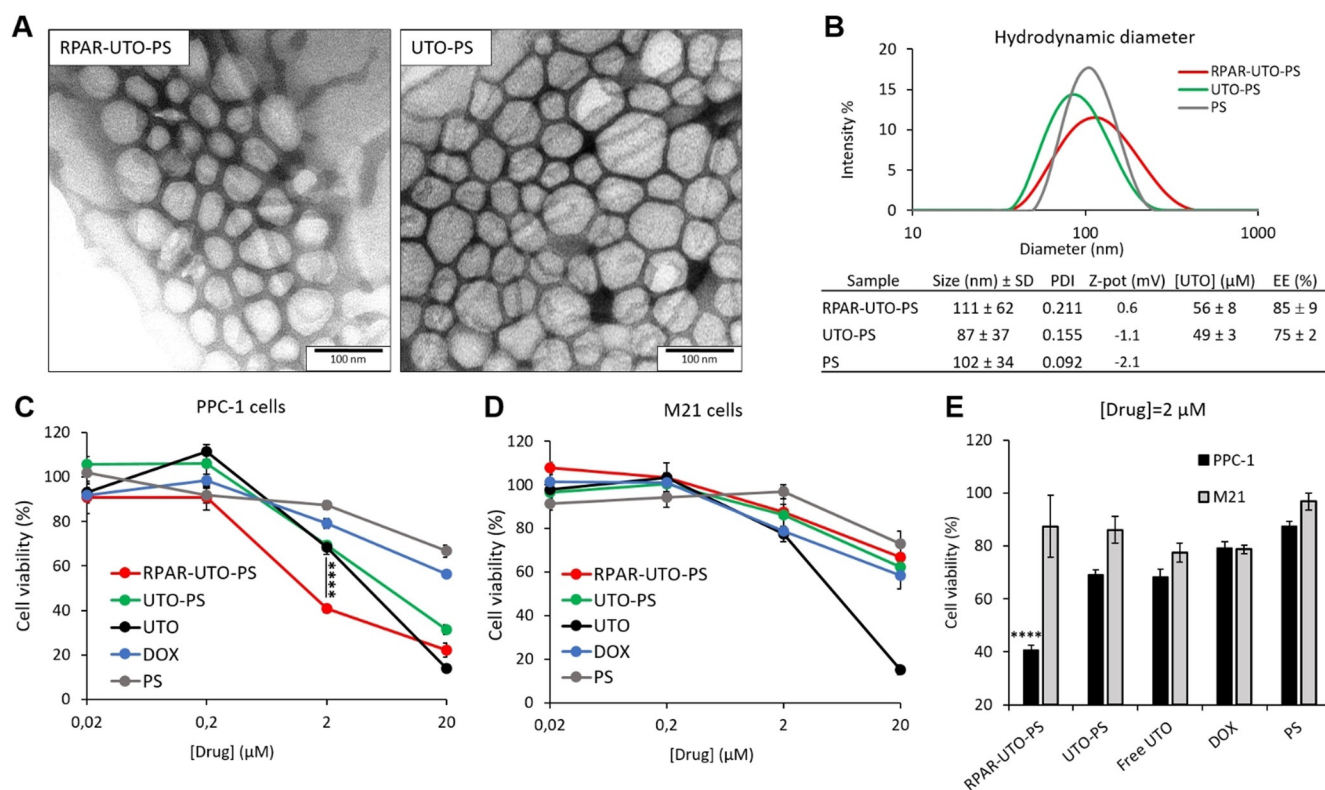 A
RPAR-UTO-PS
100 nm
UTO-PS
100 nm
B
Hydrodynamic diameter
Intensity %
20
15
10
5
0
10
100
1000
Diameter (nm)
RPAR-UTO-PS
UTO-PS
PS
Sample Size (nm) ± SD PDI Z-pot (mV) [UTO] (µM) EE (%)
RPAR-UTO-PS 111 ± 62 0.211 0.6 56 ± 8 85 ± 9
UTO-PS 87 ± 37 0.155 -1.1 49 ± 3 75 ± 2
PS 102 ± 34 0.092 -2.1
C
PPC-1 cells
Cell viability (%)
120
100
80
60
40
20
0
0,02
0,2
2
20
[Drug] (µM)
RPAR-UTO-PS
UTO-PS
UTO
DOX
PS
****
D
M21 cells
Cell viability (%)
120
100
80
60
40
20
0
0,02
0,2
2
20
[Drug] (µM)
RPAR-UTO-PS
UTO-PS
UTO
DOX
PS
E
[Drug]=2 µM
Cell viability (%)
120
100
80
60
40
20
PPC-1
M21
****
RPAR-UTO-PS
UTO-PS
Free UTO
DOX
PS